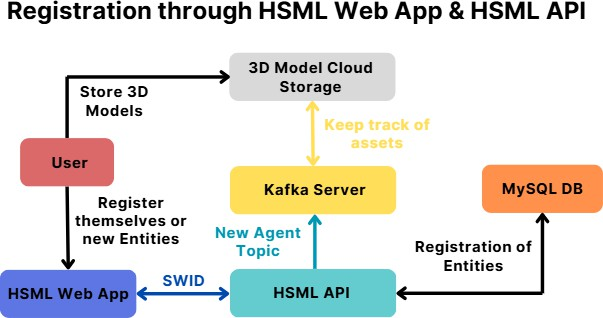 Registration through HSML Web App & HSML API
3D Model Cloud
Storage
Store 3D
Models
Keep track of
assets
User
Kafka Server
MySQL DB
Register
themselves or
new Entities
New Agent
Topic
Registration of
Entities
SWID
HSML Web App
HSML API